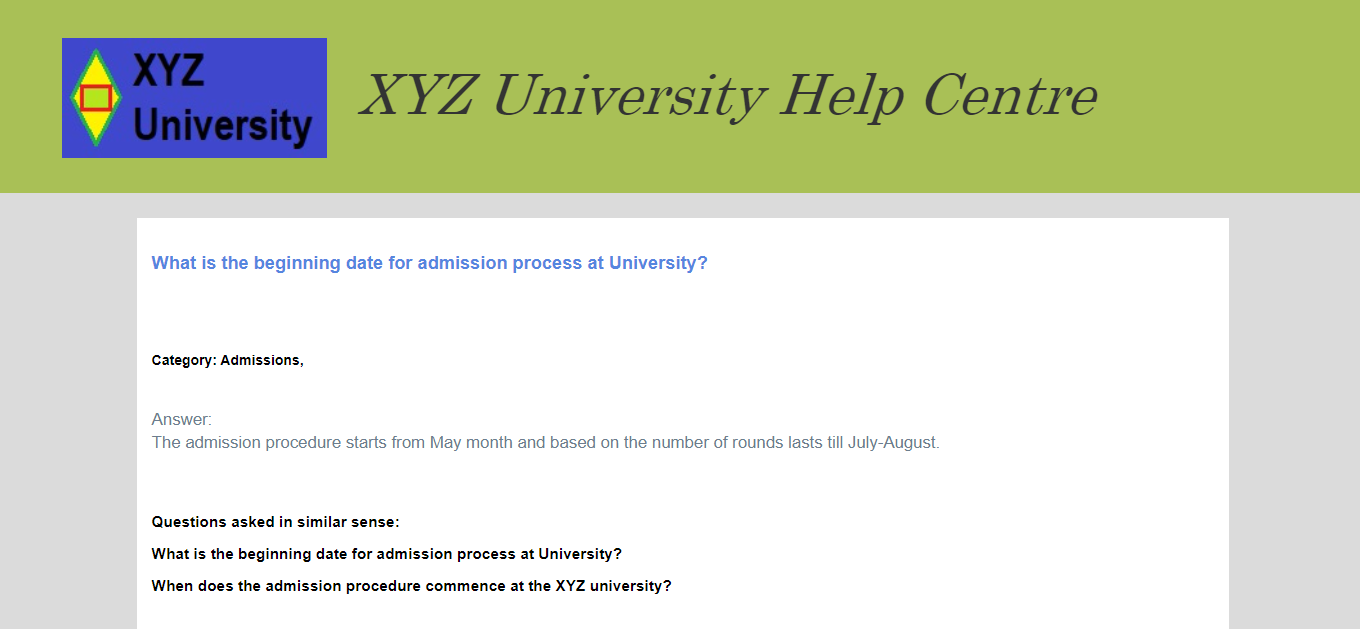 XYZ
University
XYZ University Help Centre
What is the beginning date for admission process at University?
Category: Admissions,
Answer:
The admission procedure starts from May month and based on the number of rounds lasts till July-August.
Questions asked in similar sense:
What is the beginning date for admission process at University?
When does the admission procedure commence at the XYZ university?